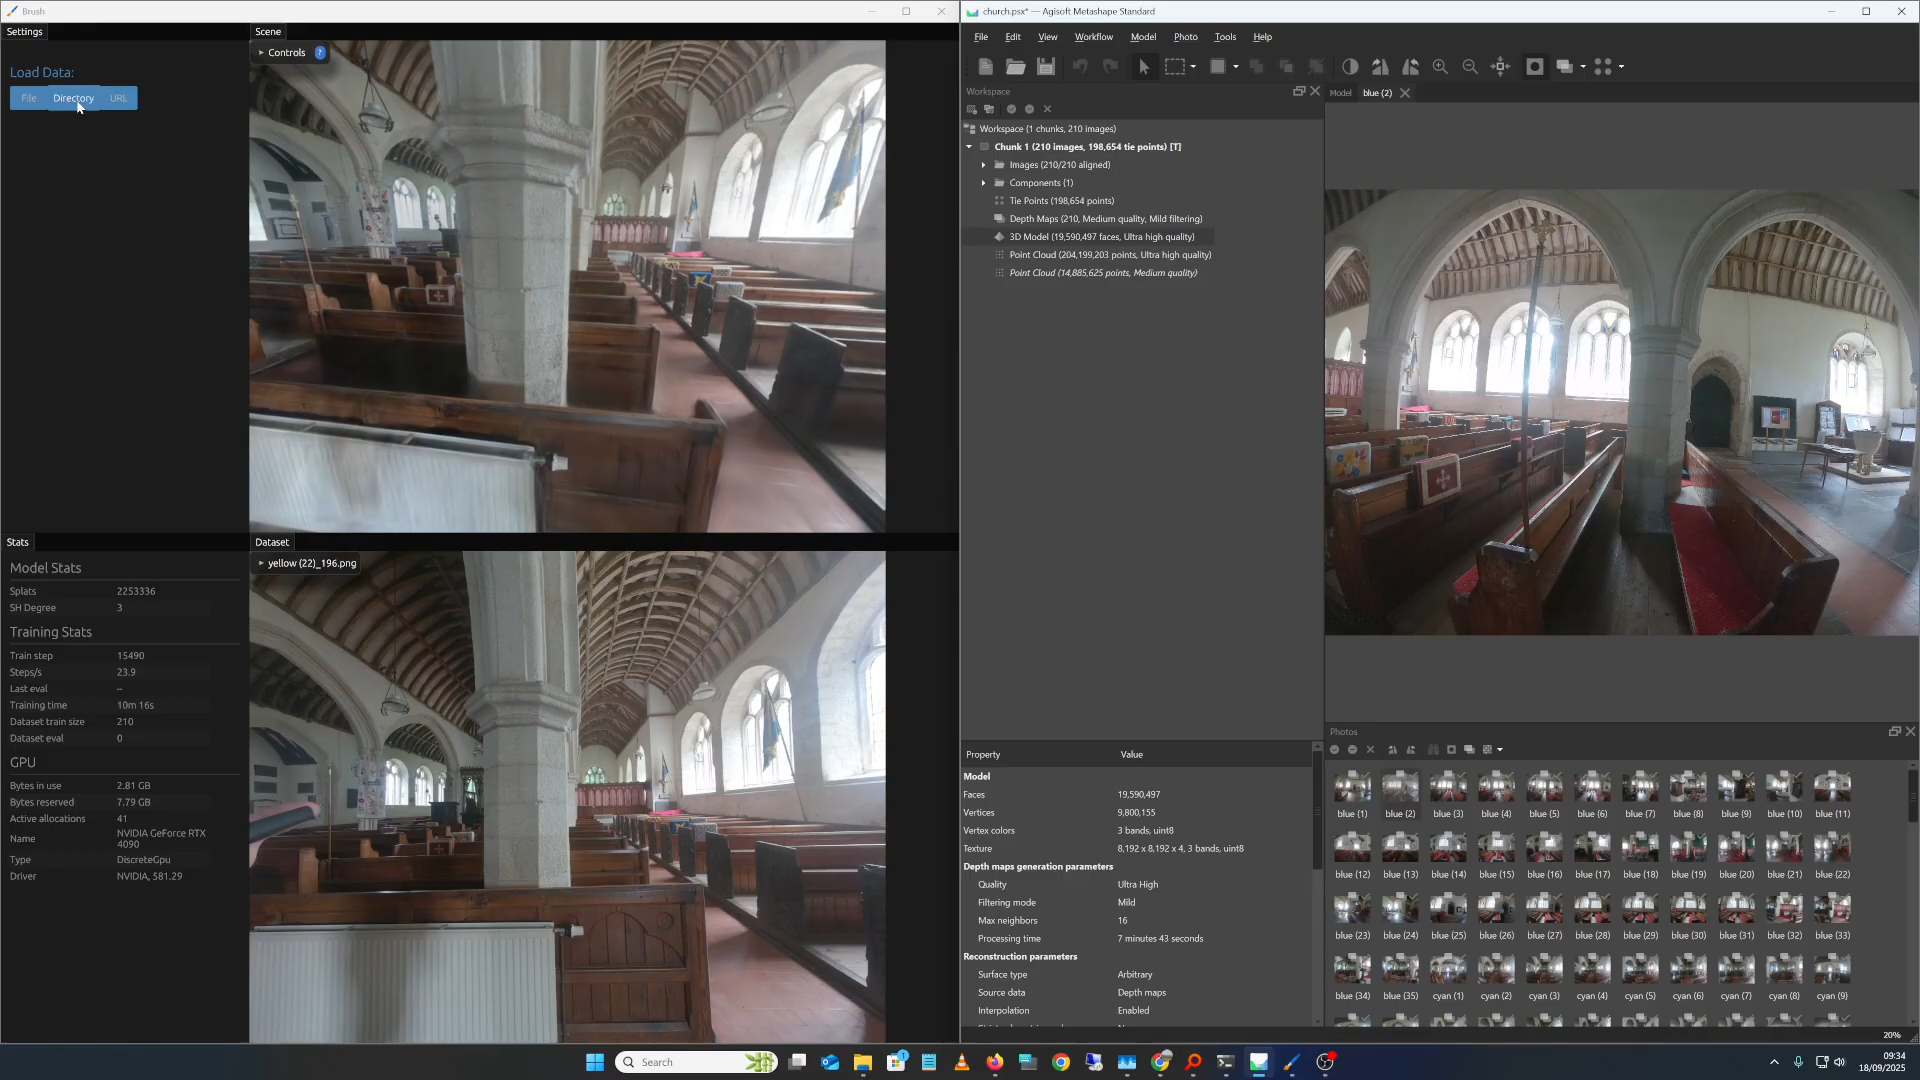 Brush
Settings
Load Data:
File Directory URL
Scene
Controls ?
Stats
Model Stats
Splats 2253336
SH Degree 3
Training Stats
Train step 15490
Steps/s 23.9
Last eval --
Training time 10m 16s
Dataset train size 210
Dataset eval 0
GPU
Bytes in use 2.81 GB
Bytes reserved 7.79 GB
Active allocations 41
Name NVIDIA GeForce RTX
4090
Type DiscreteGpu
Driver NVIDIA, 581.29
Dataset
yellow (22)_196.png
church.psx* — Agisoft Metashape Standard
File Edit View Workflow Model Photo Tools Help
Workspace
Workspace (1 chunks, 210 images)
Chunk 1 (210 images, 198,654 tie points) [T]
Images (210/210 aligned)
Components (1)
Tie Points (198,654 points)
Depth Maps (210, Medium quality, Mild filtering)
3D Model (19,590,497 faces, Ultra high quality)
Point Cloud (204,199,203 points, Ultra high quality)
Point Cloud (14,885,625 points, Medium quality)
Property Value
Model
Faces 19,590,497
Vertices 9,800,155
Vertex colors 3 bands, uint8
Texture 8,192 x 8,192 x 4, 3 bands, uint8
Depth maps generation parameters
Quality Ultra High
Filtering mode Mild
Max neighbors 16
Processing time 7 minutes 43 seconds
Reconstruction parameters
Surface type Arbitrary
Source data Depth maps
Interpolation Enabled
Model blue (2)
Photos
blue (1) blue (2) blue (3) blue (4) blue (5) blue (6) blue (7) blue (8) blue (9) blue (10) blue (11)
blue (12) blue (13) blue (14) blue (15) blue (16) blue (17) blue (18) blue (19) blue (20) blue (21) blue (22)
blue (23) blue (24) blue (25) blue (26) blue (27) blue (28) blue (29) blue (30) blue (31) blue (32) blue (33)
blue (34) blue (35) cyan (1) cyan (2) cyan (3) cyan (4) cyan (5) cyan (6) cyan (7) cyan (8) cyan (9)
20%
Search
09:34
18/09/2025